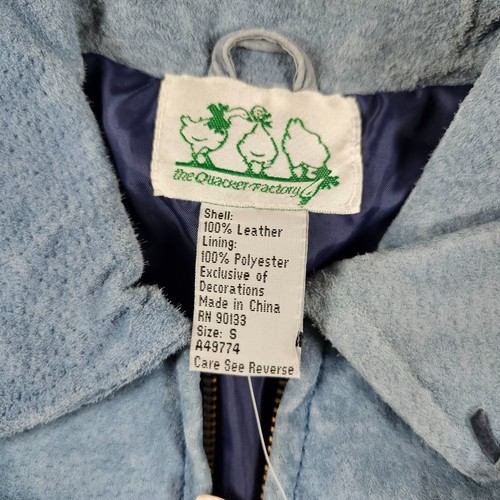 the Quacker Factory
Shell:
100% Leather
Lining:
100% Polyester
Exclusive of
Decorations
Made in China
RN 90133
Size: S
A49774
Care See Reverse